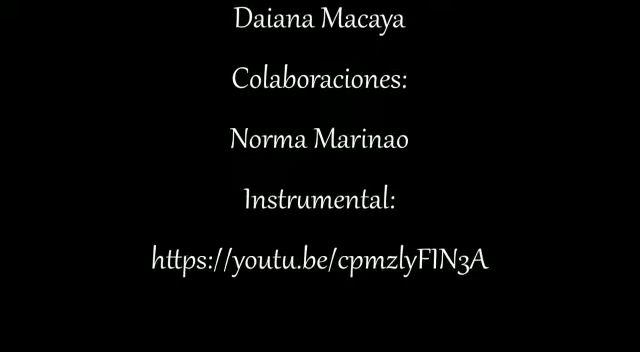 Daiana Macaya
Colaboraciones:
Norma Marinao
Instrumental:
https://youtu.be/cpmzlyFIN3A